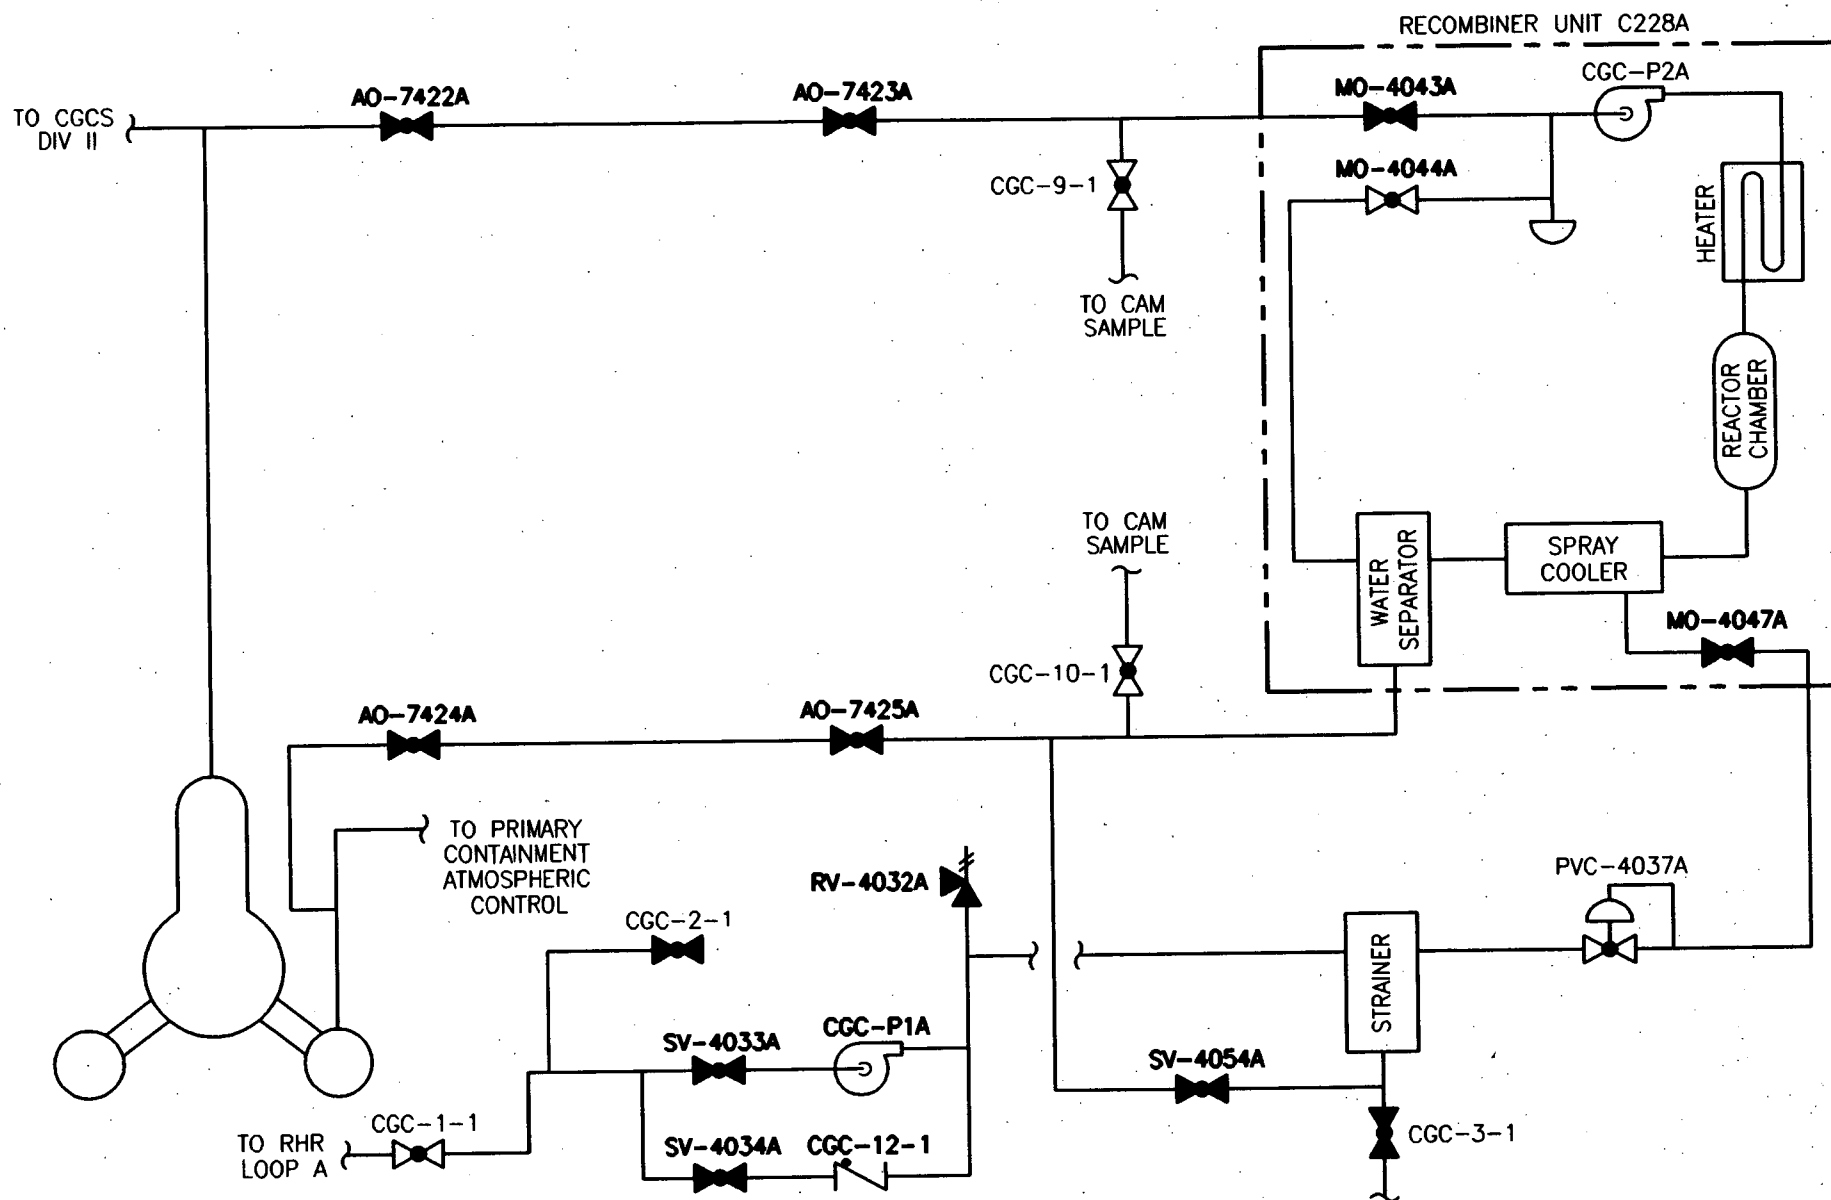 RECOMBINER UNIT C228A
CGC-P2A
AO-7422A
AO-7423A
MO-4043A
TO CGCS
DIV II
MO-4044A
CGC-9-1
HEATER
TO CAM
SAMPLE
REACTOR
CHAMBER
TO CAM
SAMPLE
WATER
SEPARATOR
SPRAY
COOLER
MO-4047A
CGC-10-1
AO-7424A
AO-7425A
TO PRIMARY
CONTAINMENT
ATMOSPHERIC
CONTROL
RV-4032A
PVC-4037A
CGC-2-1
STRAINER
SV-4033A
CGC-P1A
SV-4054A
CGC-1-1
TO RHR
LOOP A
SV-4034A
CGC-12-1
CGC-3-1